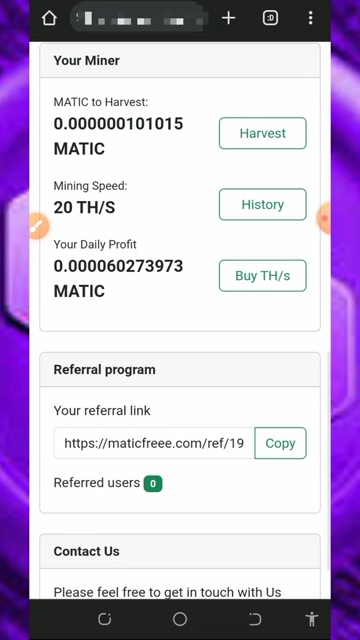 :D
Your Miner
MATIC to Harvest:
0.000000101015
MATIC
Harvest
Mining Speed:
20 TH/S
History
Your Daily Profit
0.000060273973
MATIC
Buy TH/s
Referral program
Your referral link
https://maticfreee.com/ref/19
Copy
Referred users 0
Contact Us
Please feel free to get in touch with Us